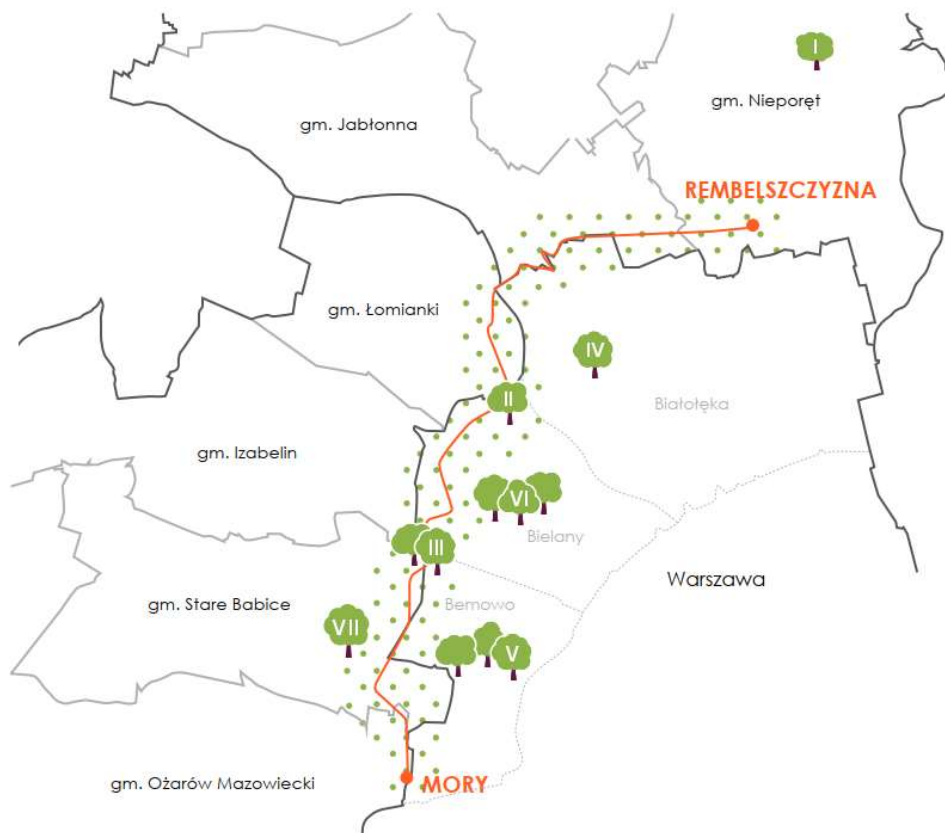 I
gm. Nieporęt
gm. Jabłonna
REMBELSZCZYZNA
gm. Łomianki
IV
II
Białołęka
gm. Izabelin
VI
Bielany
III
Warszawa
gm. Stare Babice
Bemowo
VII
V
gm. Ożarów Mazowiecki
MORY